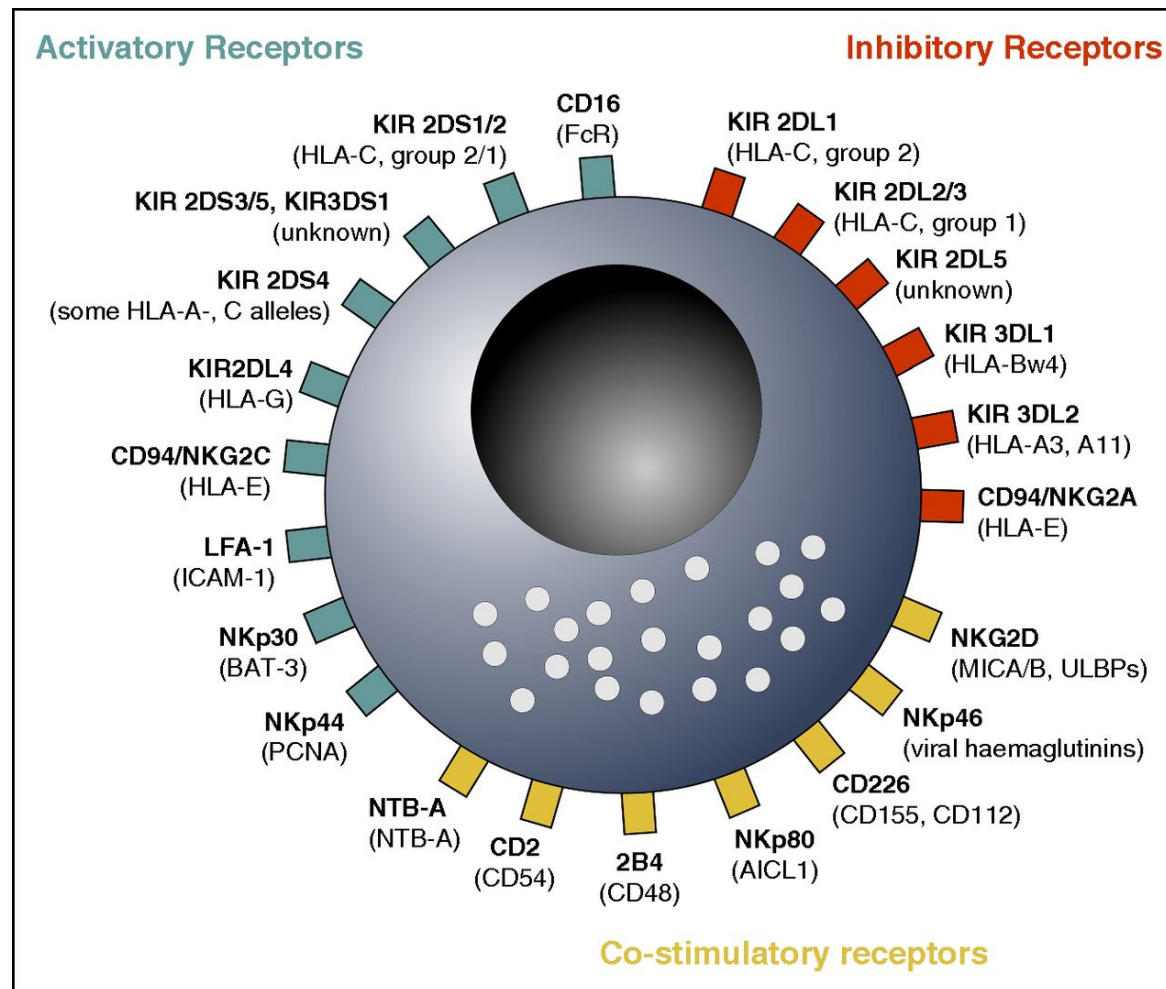 Activatory Receptors
Inhibitory Receptors
CD16
(FcR)
KIR 2DS1/2
(HLA-C, group 2/1)
KIR 2DS3/5, KIR3DS1
(unknown)
KIR 2DS4
(some HLA-A-, C alleles)
KIR2DL4
(HLA-G)
CD94/NKG2C
(HLA-E)
LFA-1
(ICAM-1)
NKp30
(BAT-3)
NKp44
(PCNA)
KIR 2DL1
(HLA-C, group 2)
KIR 2DL2/3
(HLA-C, group 1)
KIR 2DL5
(unknown)
KIR 3DL1
(HLA-Bw4)
KIR 3DL2
(HLA-A3, A11)
CD94/NKG2A
(HLA-E)
NKG2D
(MICA/B, ULBPs)
NKp46
(viral haemaglutinins)
CD226
(CD155, CD112)
NKp80
(AICL1)
2B4
(CD48)
CD2
(CD54)
NTB-A
(NTB-A)
Co-stimulatory receptors